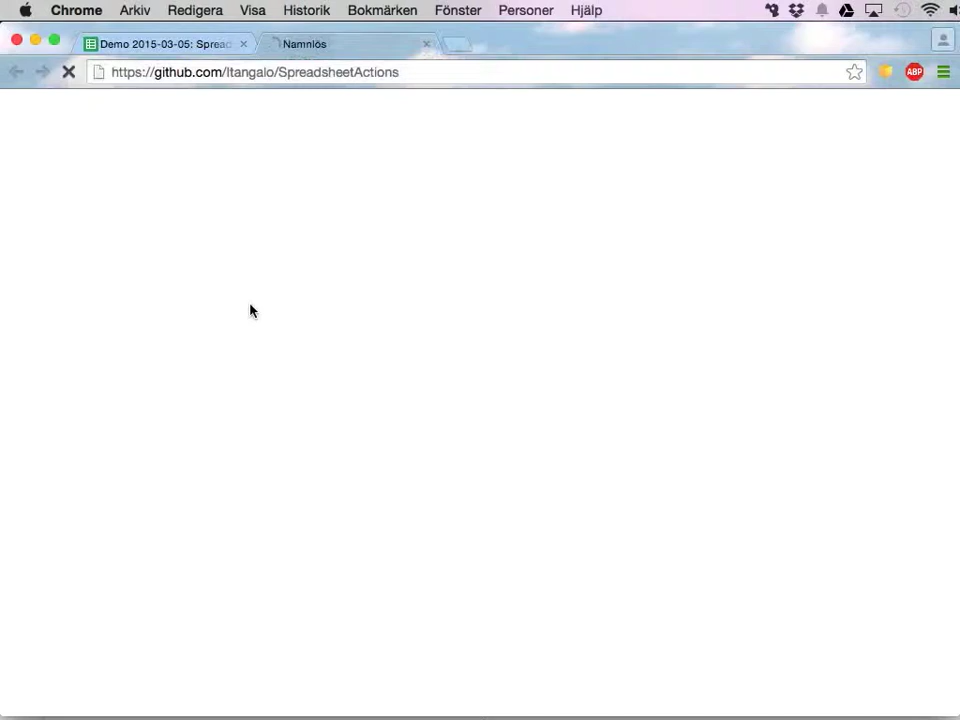 Chrome Arkiv Redigera Visa Historik Bokmärken Fönster Personer Hjälp
Demo 2015-03-05: Spread
Namnlös
https://github.com/Itangalo/SpreadsheetActions
ABP